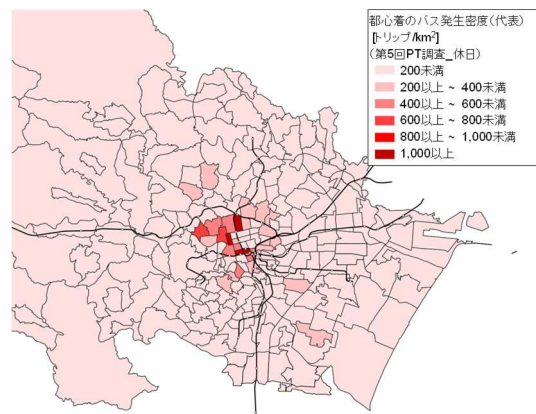 都心着のバス発生密度(代表)
[トリップ/km²]
(第5回PT調査_休日)
200未満
200以上 ~ 400未満
400以上 ~ 600未満
600以上 ~ 800未満
800以上 ~ 1,000未満
1,000以上